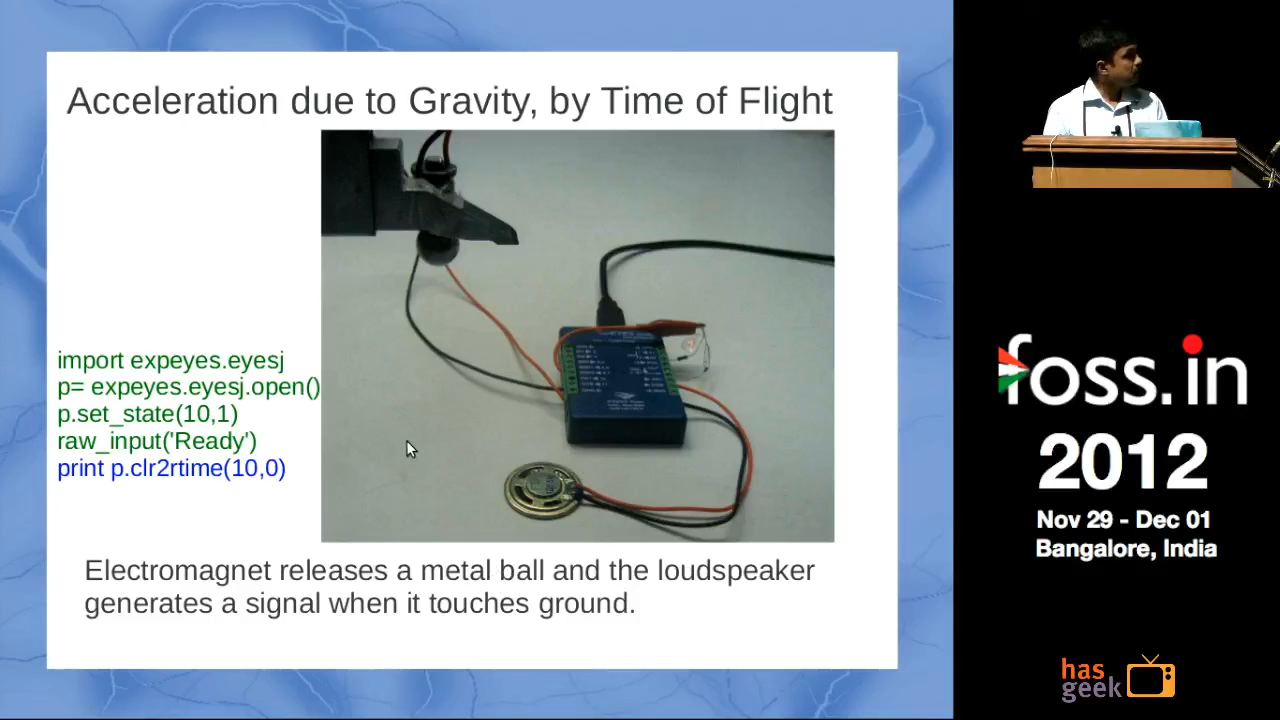 Acceleration due to Gravity, by Time of Flight
import expeyes.eyesj
p= expeyes.eyesj.open()
p.set_state(10,1)
raw_input('Ready')
print p.clr2rtime(10,0)
Electromagnet releases a metal ball and the loudspeaker
generates a signal when it touches ground.
foss.in
2012
Nov 29 - Dec 01
Bangalore, India
has
geek